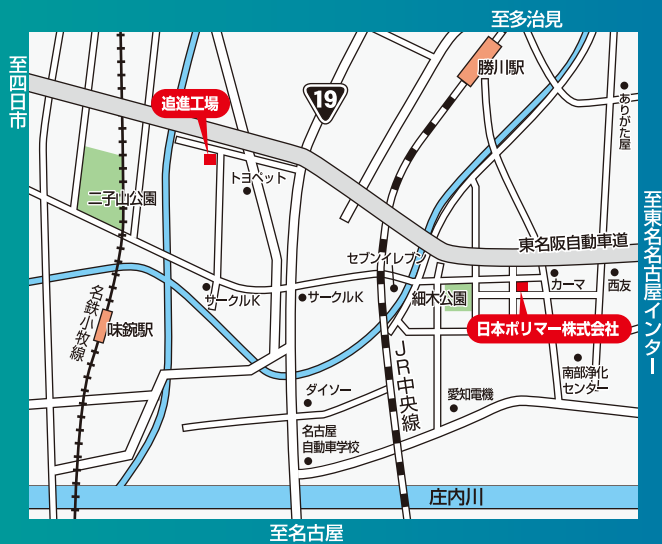 至多治見
至四日市
勝川駅
追進工場
19
ありがた屋
トヨペット
二子山公園
至東名名古屋インター
東名阪自動車道
セブンイレブン
カーマ
西友
サークルK
サークルK
細木公園
名鉄小牧線
味鋺駅
日本ポリマー株式会社
JR中央線
南部浄化
センター
ダイソー
愛知電機
名古屋
自動車学校
庄内川
至名古屋